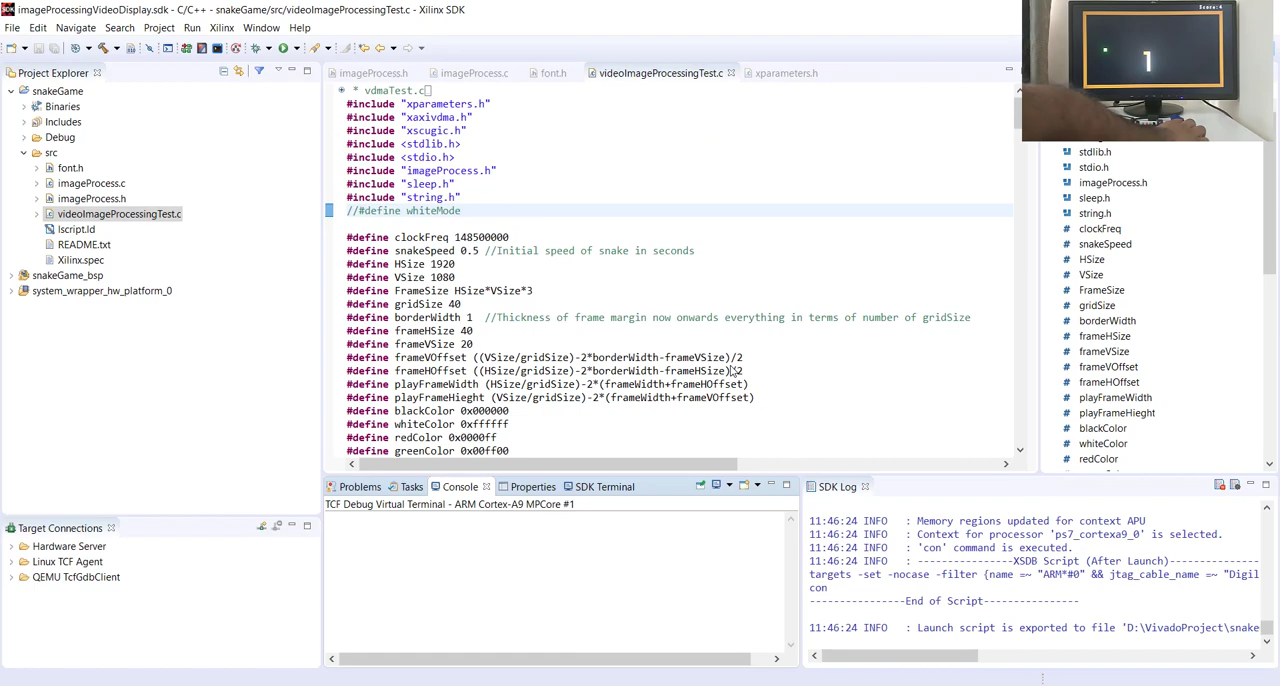 imageProcessingVideoDisplay.sdk - C/C++ - snakeGame/src/videoImageProcessingTest.c - Xilinx SDK
File Edit Navigate Search Project Run Xilinx Window Help
Project Explorer
snakeGame
Binaries
Includes
Debug
src
font.h
imageProcess.c
imageProcess.h
videoImageProcessingTest.c
lscript.ld
README.txt
Xilinx.spec
snakeGame_bsp
system_wrapper_hw_platform_0
Target Connections
Hardware Server
Linux TCF Agent
QEMU TcfGdbClient
imageProcess.h imageProcess.c font.h videoImageProcessingTest.c xparameters.h
* vdmaTest.c
#include "xparameters.h"
#include "xaxivdma.h"
#include "xscugic.h"
#include <stdlib.h>
#include <stdio.h>
#include "imageProcess.h"
#include "sleep.h"
#include "string.h"
//#define whiteMode
#define clockFreq 148500000
#define snakeSpeed 0.5 //Initial speed of snake in seconds
#define HSize 1920
#define VSize 1080
#define FrameSize HSize*VSize*3
#define gridSize 40
#define borderWidth 1 //Thickness of frame margin now onwards everything in terms of number of gridSize
#define frameHSize 40
#define frameVSize 20
#define frameVOffset ((VSize/gridSize)-2*borderWidth-frameVSize)/2
#define frameHOffset ((HSize/gridSize)-2*borderWidth-frameHSize)/2
#define playFrameWidth (HSize/gridSize)-2*(frameWidth+frameHOffset)
#define playFrameHieght (VSize/gridSize)-2*(frameWidth+frameVOffset)
#define blackColor 0x000000
#define whiteColor 0xffffff
#define redColor 0x0000ff
#define greenColor 0x00ff00
Problems Tasks Console Properties SDK Terminal
TCF Debug Virtual Terminal - ARM Cortex-A9 MPCore #1
Score:4
1
stdlib.h
stdio.h
imageProcess.h
sleep.h
string.h
clockFreq
snakeSpeed
HSize
VSize
FrameSize
gridSize
borderWidth
frameHSize
frameVSize
frameVOffset
frameHOffset
playFrameWidth
playFrameHieght
blackColor
whiteColor
redColor
SDK Log
11:46:24 INFO : Memory regions updated for context APU
11:46:24 INFO : Context for processor 'ps7_cortexa9_0' is selected.
11:46:24 INFO : 'con' command is executed.
11:46:24 INFO : ---------------XSDB Script (After Launch)---------------
targets -set -nocase -filter {name =~ "ARM*#0" && jtag_cable_name =~ "Digil
con
---------------End of Script---------------
11:46:24 INFO : Launch script is exported to file 'D:\VivadoProject\snake